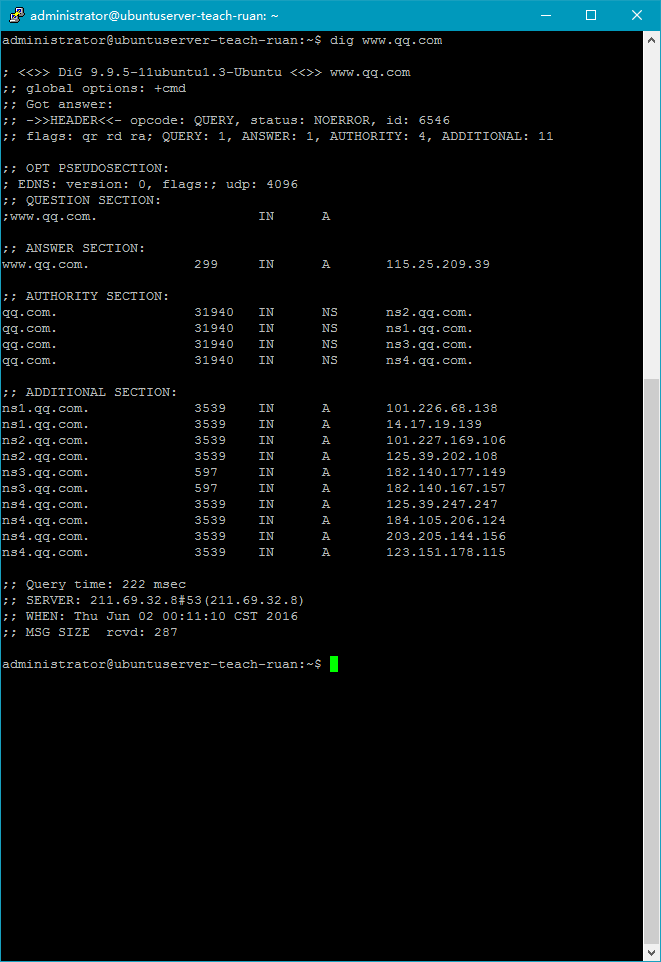 administrator@ubuntuserver-teach-ruan: ~
administrator@ubuntuserver-teach-ruan:~$ dig www.qq.com
; <<>> DiG 9.9.5-11ubuntu1.3-Ubuntu <<>> www.qq.com
;; global options: +cmd
;; Got answer:
;; ->>HEADER<<- opcode: QUERY, status: NOERROR, id: 6546
;; flags: qr rd ra; QUERY: 1, ANSWER: 1, AUTHORITY: 4, ADDITIONAL: 11
;; OPT PSEUDOSECTION:
; EDNS: version: 0, flags:; udp: 4096
;; QUESTION SECTION:
;www.qq.com. IN A
;; ANSWER SECTION:
www.qq.com. 299 IN A 115.25.209.39
;; AUTHORITY SECTION:
qq.com. 31940 IN NS ns2.qq.com.
qq.com. 31940 IN NS ns1.qq.com.
qq.com. 31940 IN NS ns3.qq.com.
qq.com. 31940 IN NS ns4.qq.com.
;; ADDITIONAL SECTION:
ns1.qq.com. 3539 IN A 101.226.68.138
ns1.qq.com. 3539 IN A 14.17.19.139
ns2.qq.com. 3539 IN A 101.227.169.106
ns2.qq.com. 3539 IN A 125.39.202.108
ns3.qq.com. 597 IN A 182.140.177.149
ns3.qq.com. 597 IN A 182.140.167.157
ns4.qq.com. 3539 IN A 125.39.247.247
ns4.qq.com. 3539 IN A 184.105.206.124
ns4.qq.com. 3539 IN A 203.205.144.156
ns4.qq.com. 3539 IN A 123.151.178.115
;; Query time: 222 msec
;; SERVER: 211.69.32.8#53(211.69.32.8)
;; WHEN: Thu Jun 02 00:11:10 CST 2016
;; MSG SIZE  rcvd: 287
administrator@ubuntuserver-teach-ruan:~$